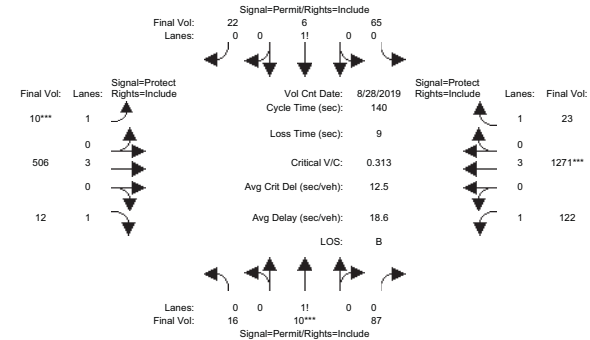 Signal=Permit/Rights=Include
Final Vol: 22 6 65
Lanes: 0 0 1! 0 0
Signal=Protect
Final Vol: Lanes: Rights=Include
Vol Cnt Date: 8/28/2019
Signal=Protect
Rights=Include Lanes: Final Vol:
Cycle Time (sec): 140
10*** 1
1 23
Loss Time (sec): 9
0
0
506 3
Critical V/C: 0.313
3 1271***
0
Avg Crit Del (sec/veh): 12.5
0
12 1
Avg Delay (sec/veh): 18.6
1 122
LOS: B
Lanes: 0 0 1! 0 0
Final Vol: 16 10*** 87
Signal=Permit/Rights=Include